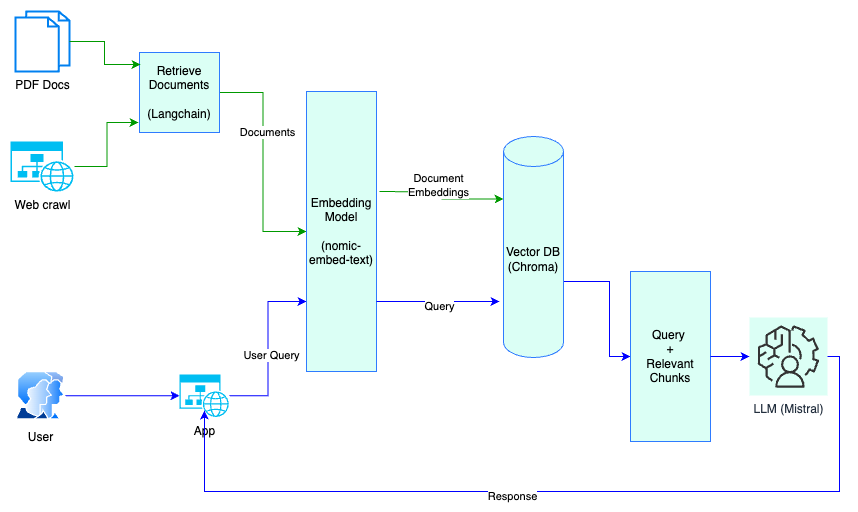 PDF Docs
Retrieve
Documents
(Langchain)
Documents
Web crawl
Embedding
Model
(nomic-
embed-text)
Document
Embeddings
Vector DB
(Chroma)
Query
User Query
Query
+
Relevant
Chunks
LLM (Mistral)
User
App
Response